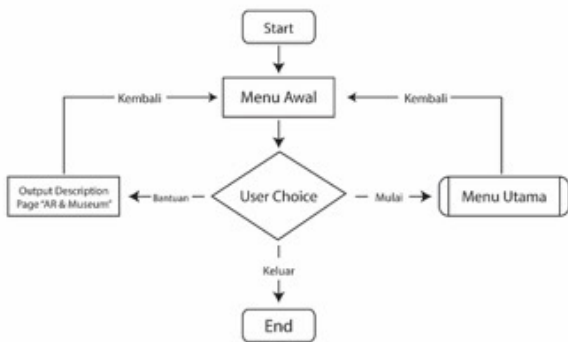 Start
Kembali
Menu Awal
Kembali
Output Description
Page "AR & Museum"
Bantuan
User Choice
Mulai
Menu Utama
Keluar
End